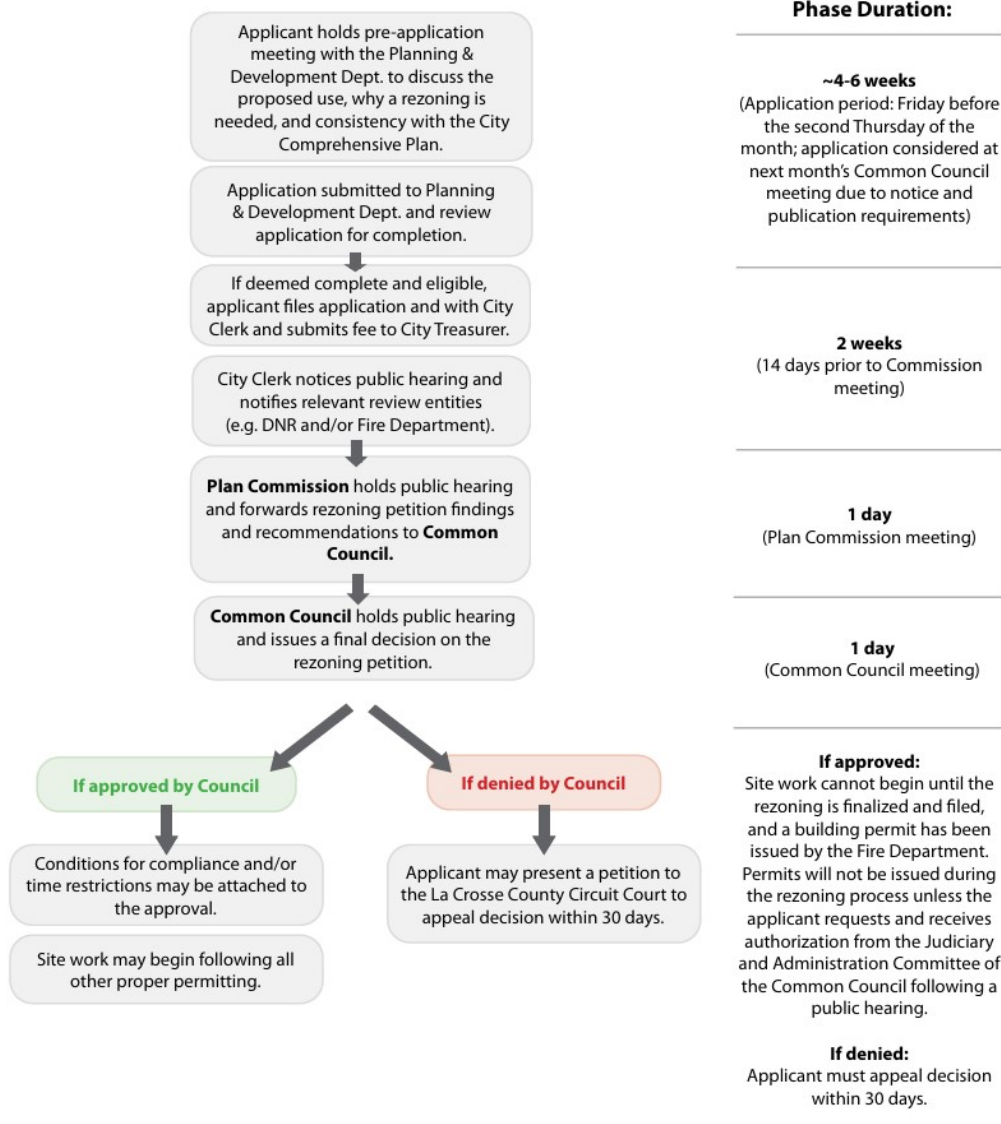 Applicant holds pre-application
meeting with the Planning &
Development Dept. to discuss the
proposed use, why a rezoning is
needed, and consistency with the City
Comprehensive Plan.
Application submitted to Planning
& Development Dept. and review
application for completion.
If deemed complete and eligible,
applicant files application and with City
Clerk and submits fee to City Treasurer.
City Clerk notices public hearing and
notifies relevant review entities
(e.g. DNR and/or Fire Department).
Plan Commission holds public hearing
and forwards rezoning petition findings
and recommendations to Common
Council.
Common Council holds public hearing
and issues a final decision on the
rezoning petition.
If approved by Council
Conditions for compliance and/or
time restrictions may be attached to
the approval.
Site work may begin following all
other proper permitting.
If denied by Council
Applicant may present a petition to
the La Crosse County Circuit Court to
appeal decision within 30 days.
Phase Duration:
~4-6 weeks
(Application period: Friday before
the second Thursday of the
month; application considered at
next month's Common Council
meeting due to notice and
publication requirements)
2 weeks
(14 days prior to Commission
meeting)
1 day
(Plan Commission meeting)
1 day
(Common Council meeting)
If approved:
Site work cannot begin until the
rezoning is finalized and filed,
and a building permit has been
issued by the Fire Department.
Permits will not be issued during
the rezoning process unless the
applicant requests and receives
authorization from the Judiciary
and Administration Committee of
the Common Council following a
public hearing.
If denied:
Applicant must appeal decision
within 30 days.